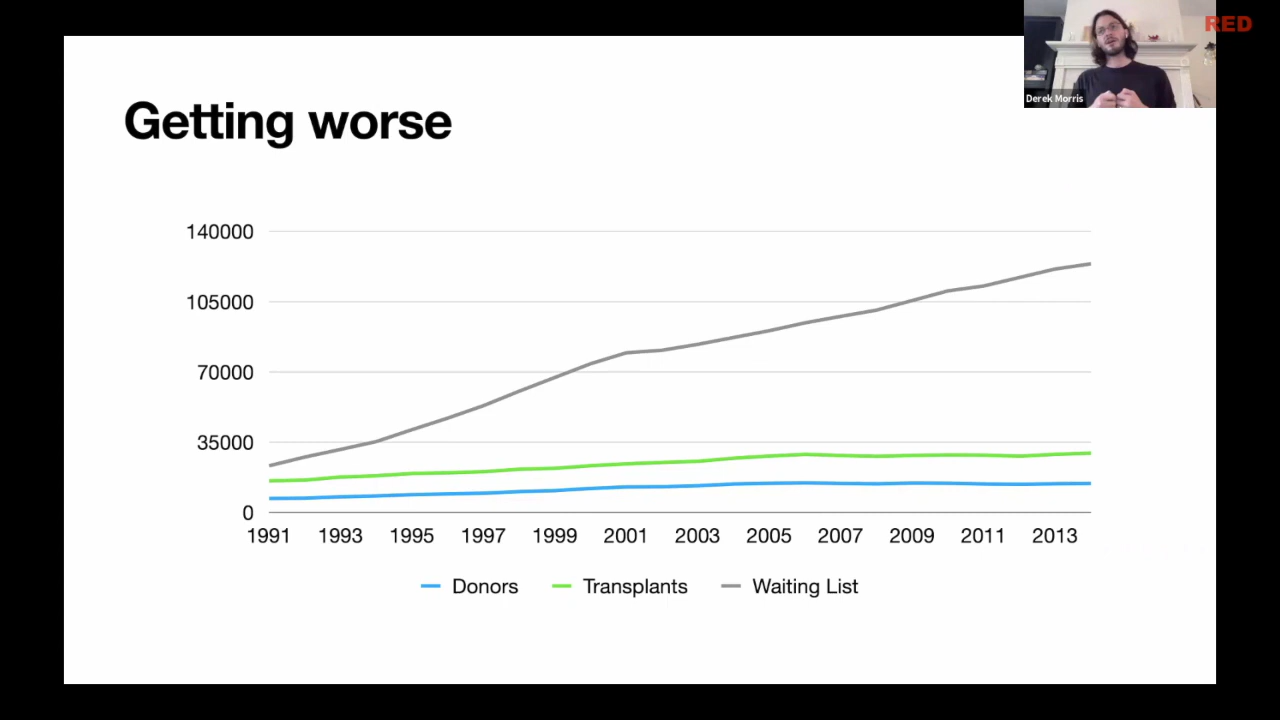 RED
Derek Morris
Getting worse
140000
105000
70000
35000
0
1991 1993 1995 1997 1999 2001 2003 2005 2007 2009 2011 2013
Donors Transplants Waiting List